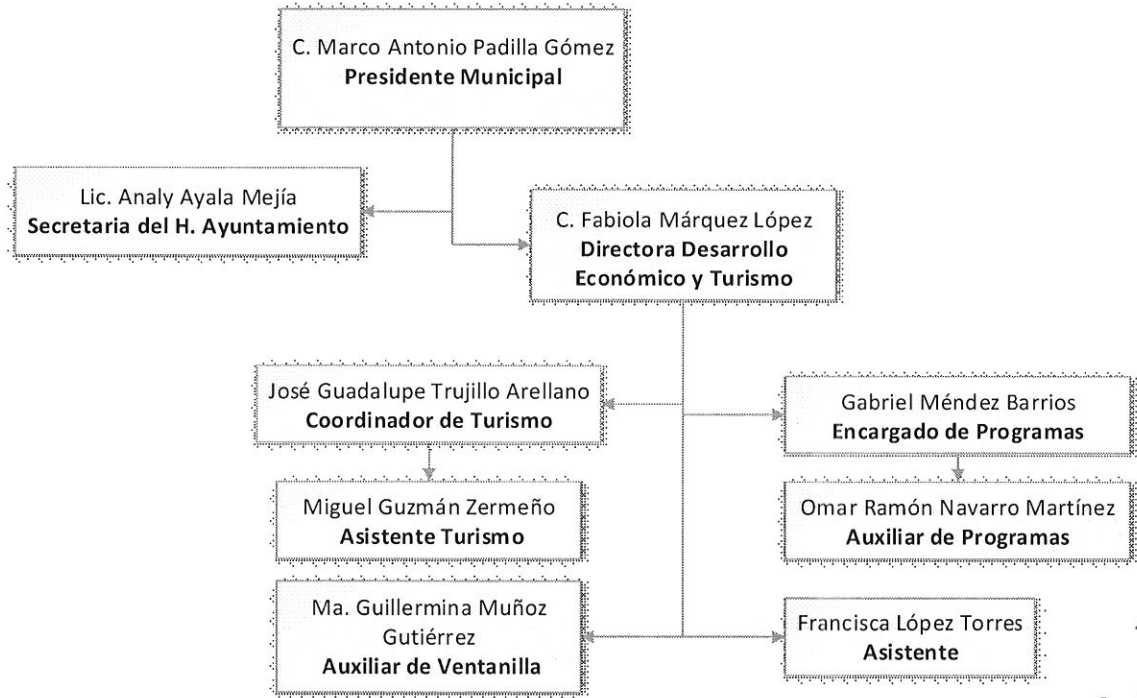 C. Marco Antonio Padilla Gómez
Presidente Municipal
Lic. Analy Ayala Mejía
Secretaria del H. Ayuntamiento
C. Fabiola Márquez López
Directora Desarrollo
Económico y Turismo
José Guadalupe Trujillo Arellano
Coordinador de Turismo
Gabriel Méndez Barrios
Encargado de Programas
Miguel Guzmán Zermeño
Asistente Turismo
Omar Ramón Navarro Martínez
Auxiliar de Programas
Ma. Guillermina Muñoz
Gutiérrez
Auxiliar de Ventanilla
Francisca López Torres
Asistente